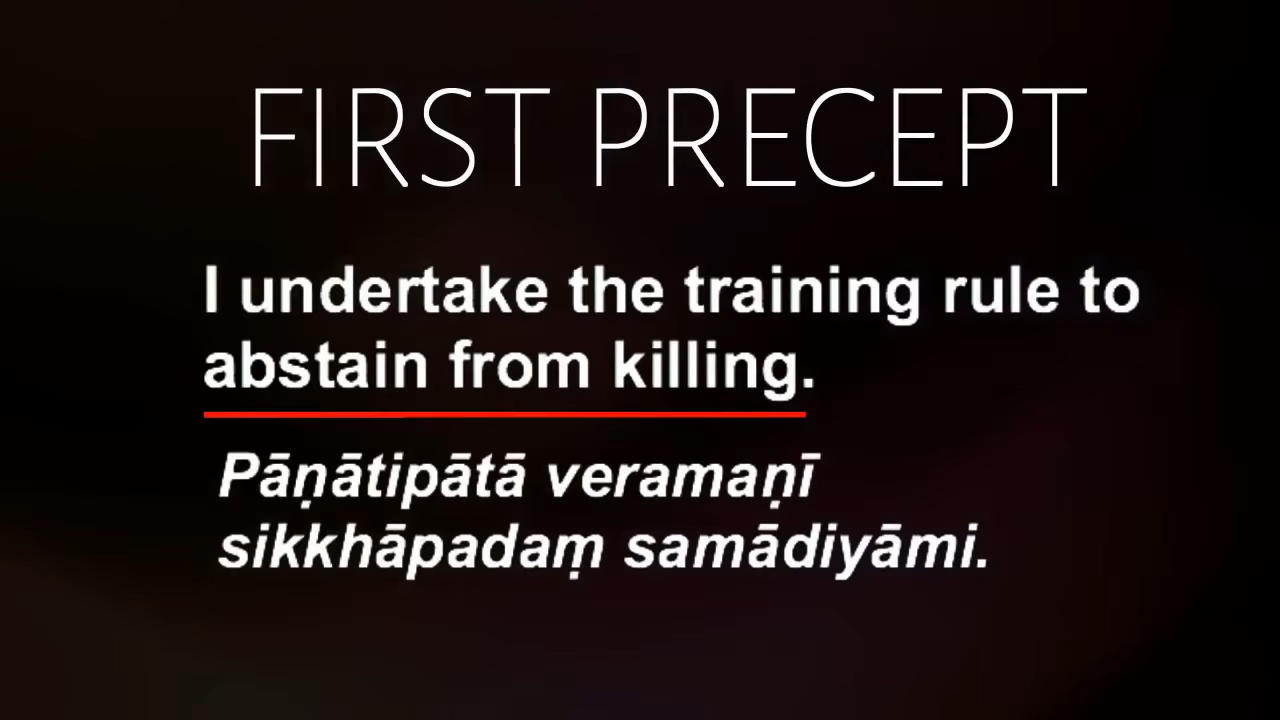 FIRST PRECEPT
I undertake the training rule to
abstain from killing.
Pāṇātipātā veramaṇī
sikkhāpadaṃ samādiyāmi.